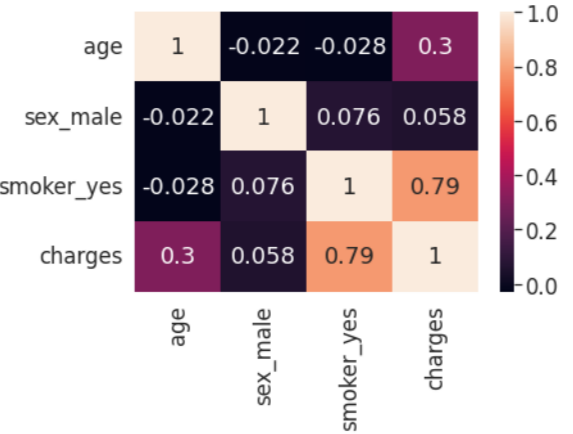 age 1 -0.022 -0.028 0.3
sex_male -0.022 1 0.076 0.058
smoker_yes -0.028 0.076 1 0.79
charges 0.3 0.058 0.79 1
age sex_male smoker_yes charges
1.0
0.8
0.6
0.4
0.2
0.0